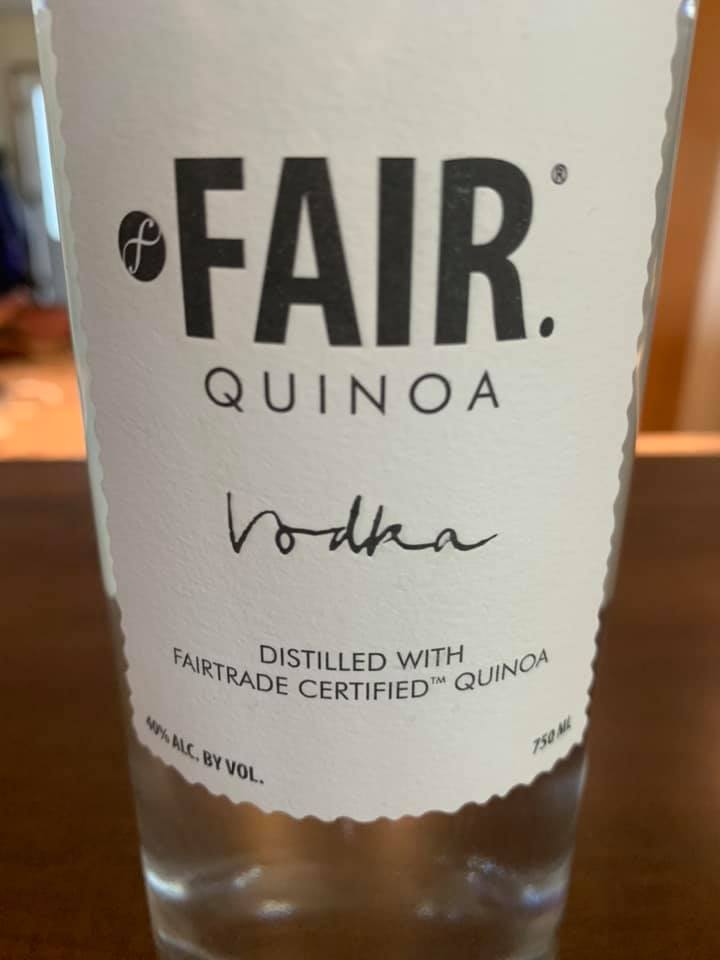 f FAIR.®
QUINOA
Vodka
DISTILLED WITH
FAIRTRADE CERTIFIED™ QUINOA
40% ALC. BY VOL.
750 ML